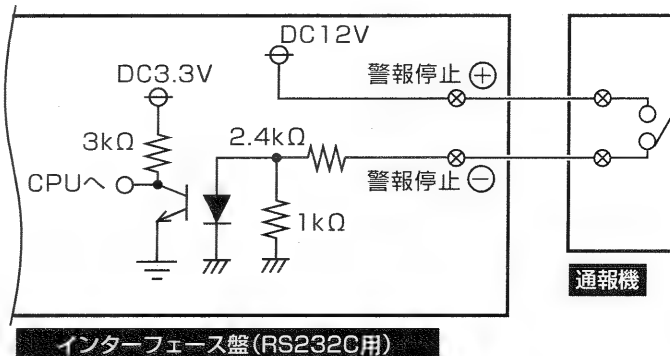 DC12V
DC3.3V
警報停止 ⊕
3kΩ
2.4kΩ
CPUへ
警報停止 ⊖
1kΩ
通報機
インターフェース盤(RS232C用)